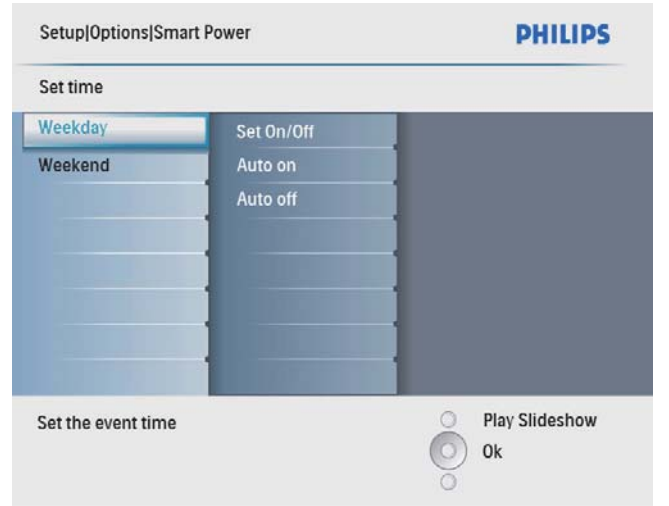 Setup|Options|Smart Power
PHILIPS
Set time
Weekday
Set On/Off
Weekend
Auto on
Auto off
Set the event time
Play Slideshow
Ok